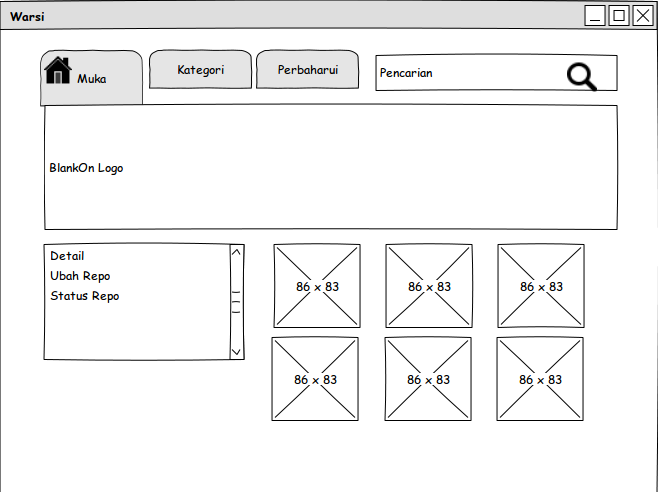 Warsi
Muka
Kategori
Perbaharui
Pencarian
BlankOn Logo
Detail
Ubah Repo
Status Repo
86 x 83
86 x 83
86 x 83
86 x 83
86 x 83
86 x 83